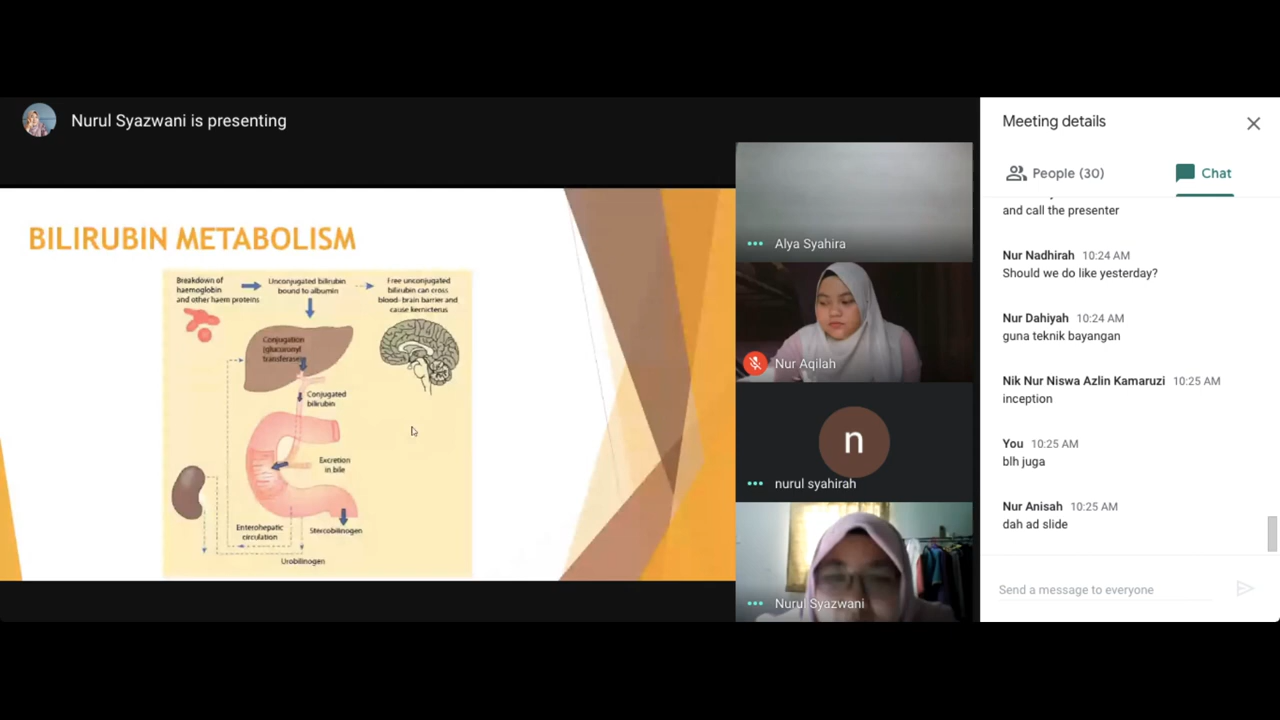 Nurul Syazwani is presenting
BILIRUBIN METABOLISM
Breakdown of
haemoglobin
and other haem proteins
Unconjugated bilirubin
bound to albumin
Free unconjugated
bilirubin can cross
blood-brain barrier and
cause kernicterus
Conjugation
(glucuronyl
transferase)
Conjugated
bilirubin
Excretion
in bile
Enterohepatic
circulation
Stercobilinogen
Urobilinogen
Alya Syahira
Nur Aqilah
n
nurul syahirah
Nurul Syazwani
Meeting details
People (30)
Chat
and call the presenter
Nur Nadhirah 10:24 AM
Should we do like yesterday?
Nur Dahiyah 10:24 AM
guna teknik bayangan
Nik Nur Niswa Azlin Kamaruzi 10:25 AM
inception
You 10:25 AM
blh juga
Nur Anisah 10:25 AM
dah ad slide
Send a message to everyone